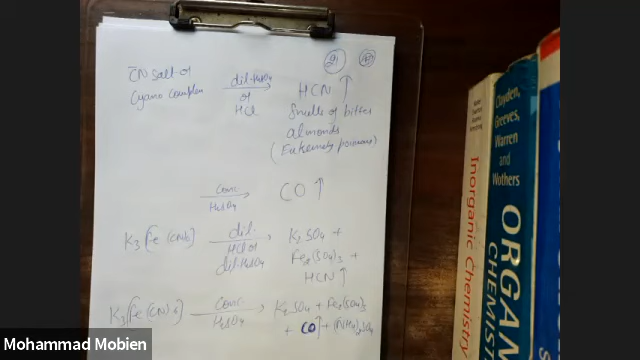 C̄N salt or
Cyano complex
dil·H₂SO₄
or
HCl
HCN ↑
Smells of bitter
almonds
(Extremely poisonous)
Conc.
H₂SO₄
CO ↑
K₃[Fe(CN)₆]
dil.
HCl or
dil·H₂SO₄
K₂SO₄ +
Fe₂(SO₄)₃ +
HCN ↑
K₃[Fe(CN)₆]
Conc.
H₂SO₄
K₂SO₄ + Fe₂(SO₄)₃
+ CO↑ + (NH₄)₂SO₄
Inorganic Chemistry
Clayden,
Greeves,
Warren
and
Wothers
ORGAN
CHEMISTRY
Mohammad Mobien